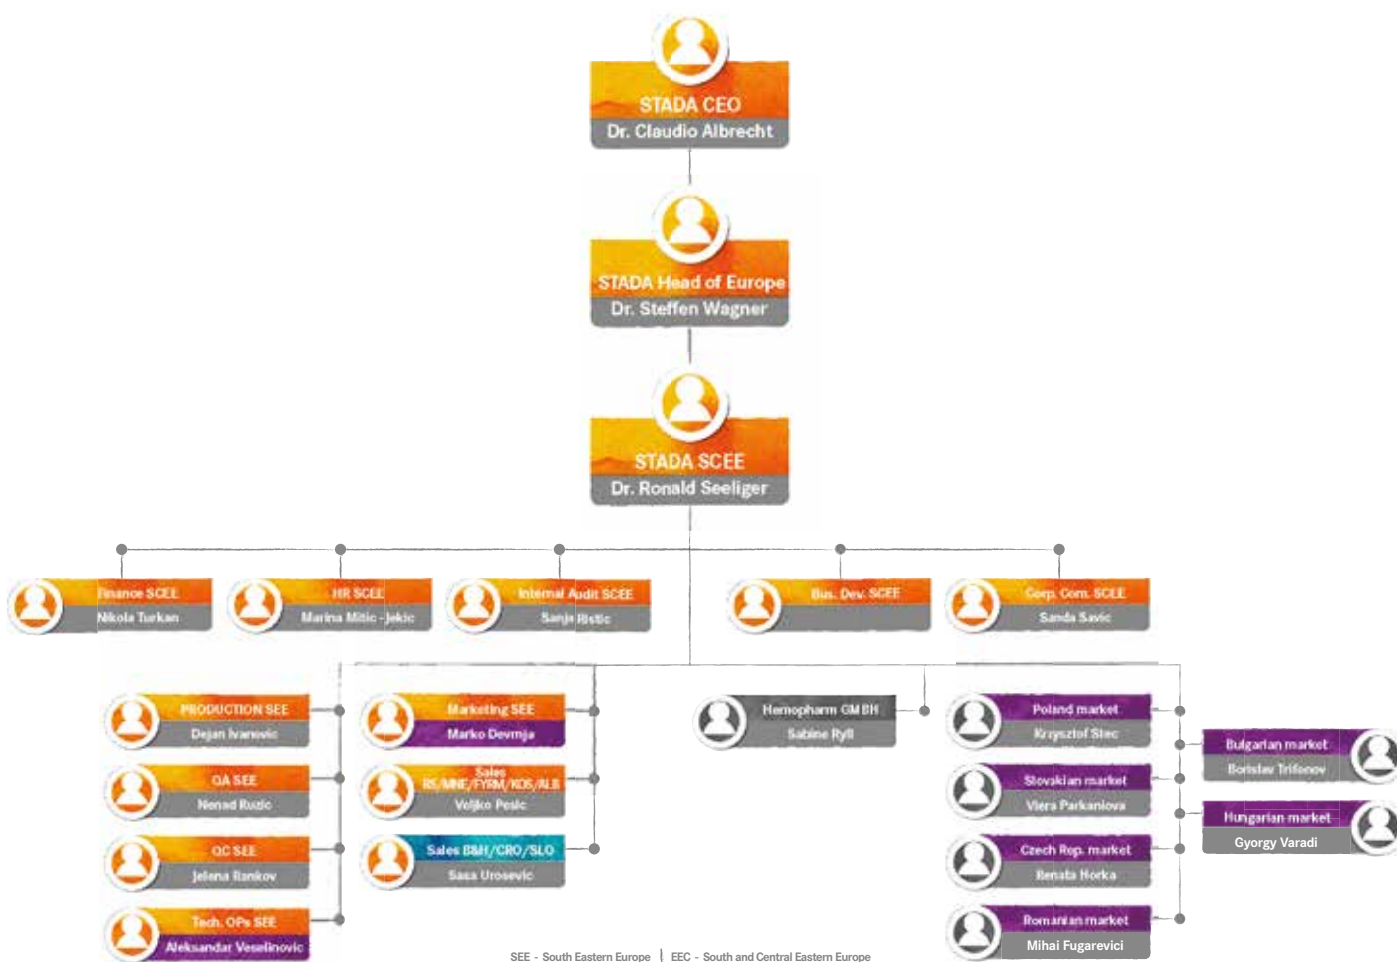 STADA CEO
Dr. Claudio Albrecht
STADA Head of Europe
Dr. Steffen Wagner
STADA SCEE
Dr. Ronald Seeliger
Finance SCEE
Nikola Turkan
HR SCEE
Marina Mitic - Jekic
Internal Audit SCEE
Sanja Ristic
Bus. Dev. SCEE
Corp. Com. SCEE
Sanda Savic
PRODUCTION SEE
Dejan Ivanovic
QA SEE
Nenad Ruzic
QC SEE
Jelena Rankov
Tech. OPs SEE
Aleksandar Veselinovic
Marketing SEE
Marko Devrnja
Sales
RS/MNE/FYRM/KOS/ALB
Veljko Pesic
Sales B&H/CRO/SLO
Sasa Urosevic
Hemopharm GMBH
Sabine Ryll
Poland market
Krzysztof Stec
Slovakian market
Viera Parkaniova
Czech Rep. market
Renata Horka
Romanian market
Mihai Fugarevici
Bulgarian market
Borislav Trifonov
Hungarian market
Gyorgy Varadi
SEE - South Eastern Europe | EEC - South and Central Eastern Europe